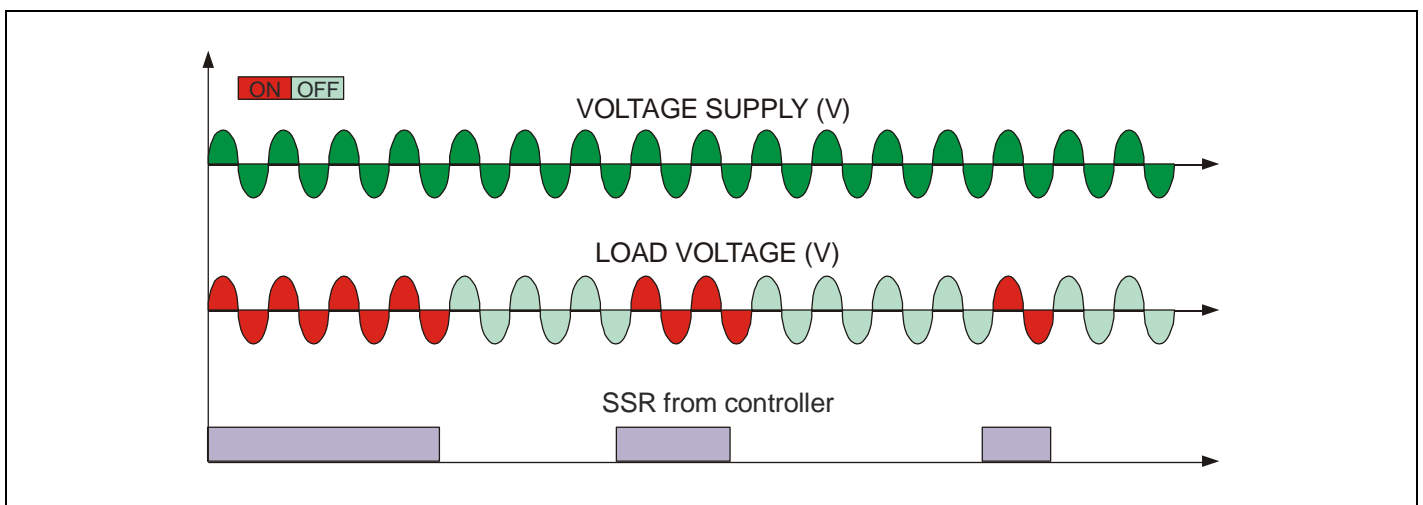 ON OFF
VOLTAGE SUPPLY (V)
LOAD VOLTAGE (V)
SSR from controller